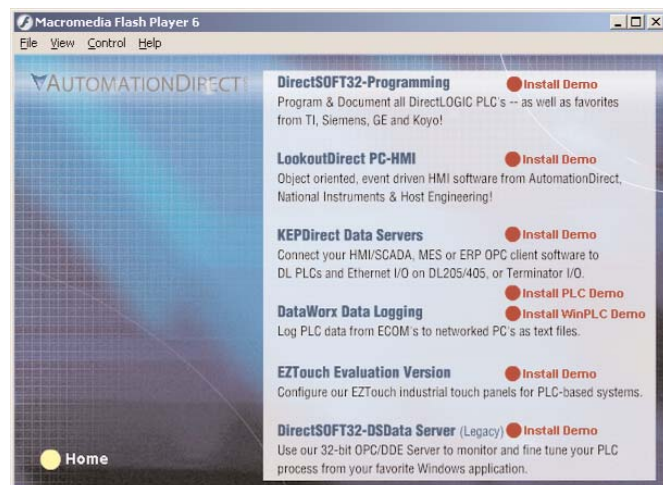 Macromedia Flash Player 6
File View Control Help
AUTOMATIONDIRECT
DirectSOFT32-Programming
Install Demo
Program & Document all DirectLOGIC PLC's -- as well as favorites
from TI, Siemens, GE and Koyo!
LookoutDirect PC-HMI
Install Demo
Object oriented, event driven HMI software from AutomationDirect,
National Instruments & Host Engineering!
KEPDirect Data Servers
Install Demo
Connect your HMI/SCADA, MES or ERP OPC client software to
DL PLCs and Ethernet I/O on DL205/405, or Terminator I/O.
Install PLC Demo
DataWorx Data Logging
Install WinPLC Demo
Log PLC data from ECOM's to networked PC's as text files.
EZTouch Evaluation Version
Install Demo
Configure our EZTouch industrial touch panels for PLC-based systems.
DirectSOFT32-DSData Server (Legacy)
Install Demo
Use our 32-bit OPC/DDE Server to monitor and fine tune your PLC
process from your favorite Windows application.
Home